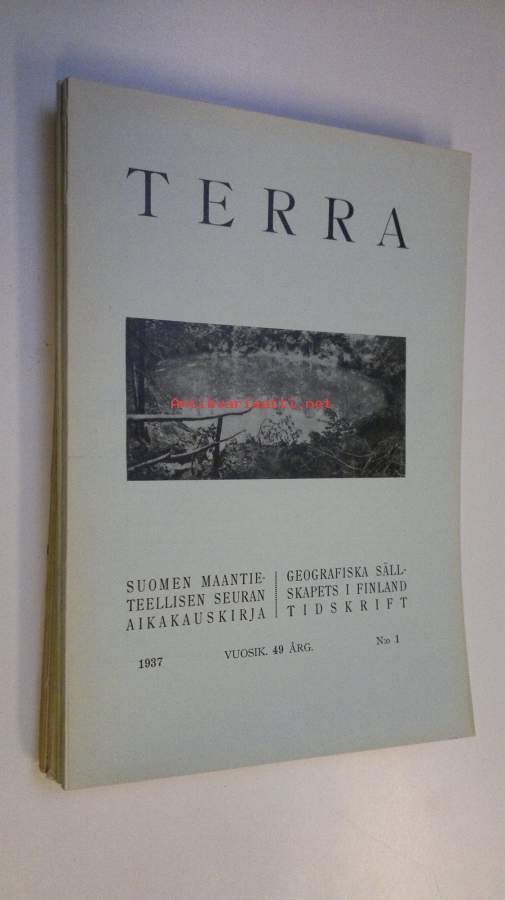 TERRA
Antikvariaatti.net
SUOMEN MAANTIE-
TEELLISEN SEURAN
AIKAKAUSKIRJA
GEOGRAFISKA SÄLL-
SKAPETS I FINLAND
TIDSKRIFT
1937 VUOSIK. 49 ÅRG. N:o 1